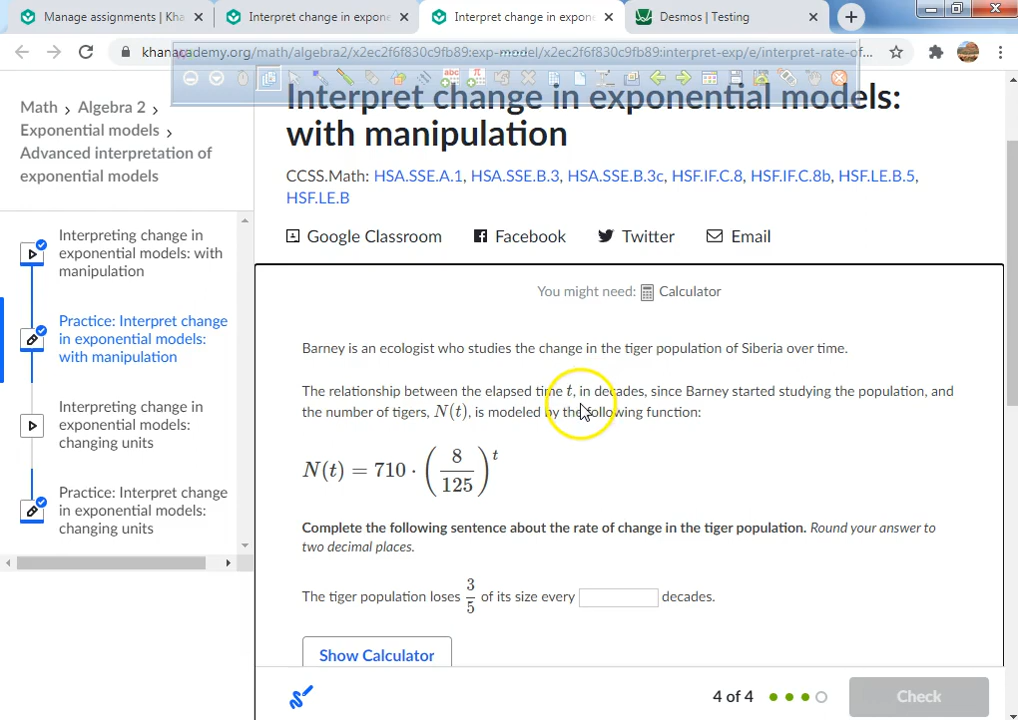 Manage assignments | Kha
Interpret change in expone
Interpret change in expon
Desmos | Testing
khanacademy.org/math/algebra2/x2ec2f6f830c9fb89:exp-model/x2ec2f6f830c9fb89:interpret-exp/e/interpret-rate-of...
abc
π
Math > Algebra 2 >
Exponential models >
Advanced interpretation of
exponential models
Interpreting change in
exponential models: with
manipulation
Practice: Interpret change
in exponential models:
with manipulation
Interpreting change in
exponential models:
changing units
Practice: Interpret change
in exponential models:
changing units
Interpret change in exponential models:
with manipulation
CCSS.Math: HSA.SSE.A.1, HSA.SSE.B.3, HSA.SSE.B.3c, HSF.IF.C.8, HSF.IF.C.8b, HSF.LE.B.5,
HSF.LE.B
Google Classroom Facebook Twitter Email
You might need: Calculator
Barney is an ecologist who studies the change in the tiger population of Siberia over time.
The relationship between the elapsed time t, in decades, since Barney started studying the population, and
the number of tigers, N(t), is modeled by the following function:
N(t) = 710 · (8/125)^t
Complete the following sentence about the rate of change in the tiger population. Round your answer to
two decimal places.
The tiger population loses 3/5 of its size every decades.
Show Calculator
4 of 4
Check